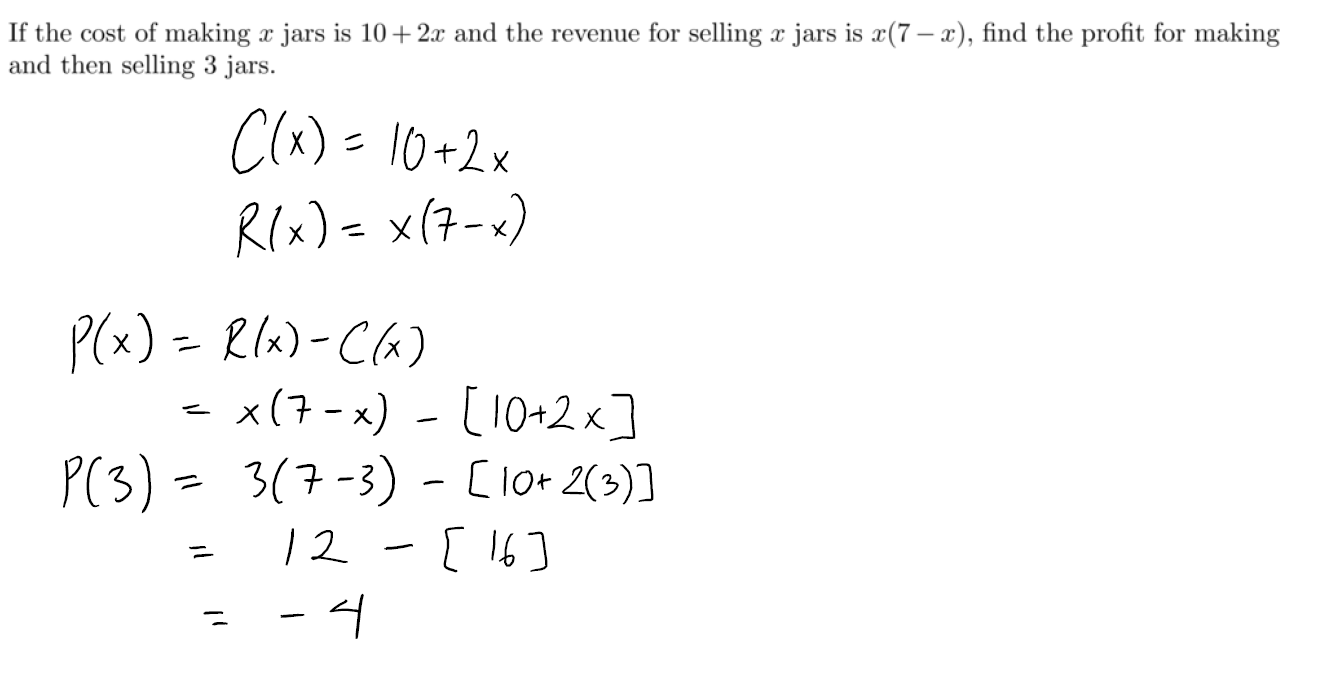 If the cost of making x jars is 10 + 2x and the revenue for selling x jars is x(7 − x), find the profit for making
and then selling 3 jars.
C(x) = 10+2x
R(x) = x(7-x)
P(x) = R(x) - C(x)
= x(7-x) - [10+2x]
P(3) = 3(7-3) - [10+ 2(3)]
= 12 - [16]
= -4